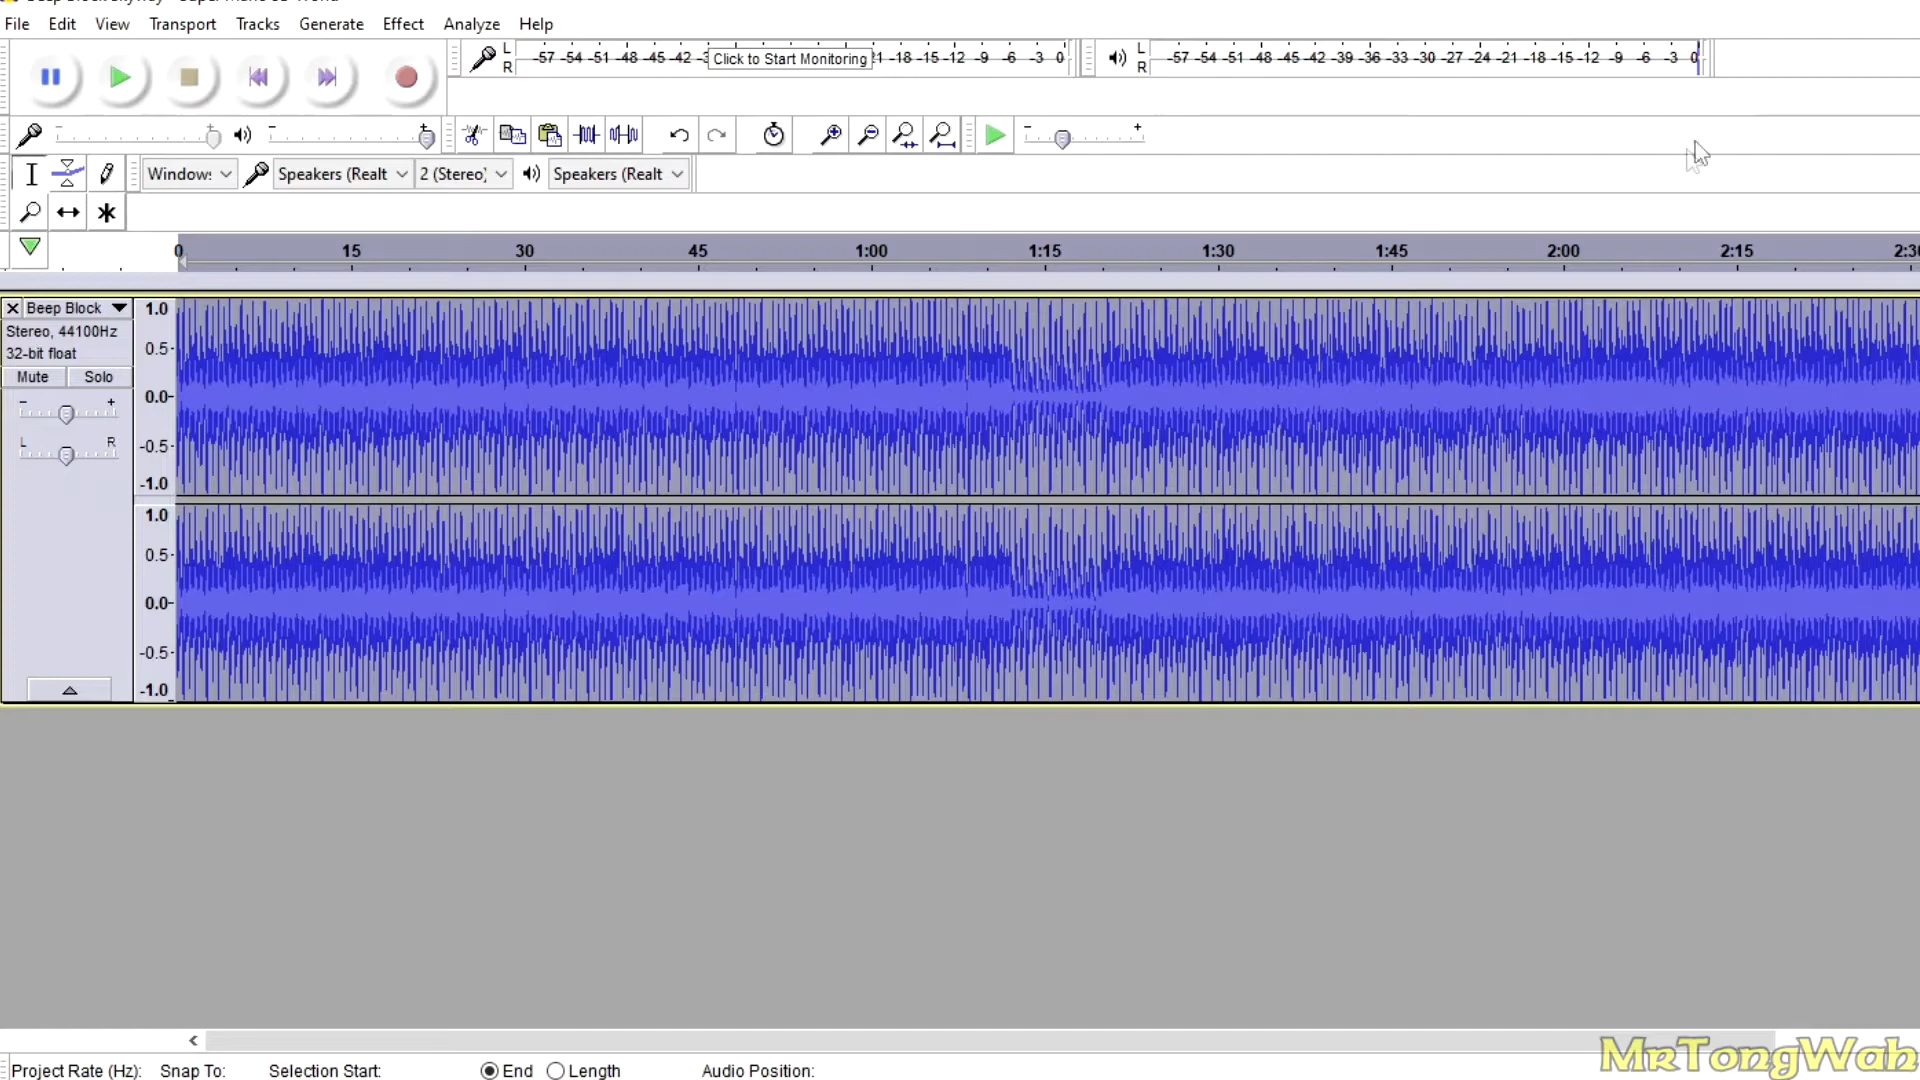 File Edit View Transport Tracks Generate Effect Analyze Help
L
R
-57 -54 -51 -48 -45 -42 Click to Start Monitoring -18 -15 -12 -9 -6 -3 0
L
R
-57 -54 -51 -48 -45 -42 -39 -36 -33 -30 -27 -24 -21 -18 -15 -12 -9 -6 -3 0
Windows Speakers (Realt 2 (Stereo) Speakers (Realt
0 15 30 45 1:00 1:15 1:30 1:45 2:00 2:15
Beep Block
Stereo, 44100Hz
32-bit float
Mute Solo
- +
L R
1.0
0.5
0.0
-0.5
-1.0
1.0
0.5
0.0
-0.5
-1.0
MrTongWah
Project Rate (Hz): Snap To: Selection Start: End Length Audio Position: